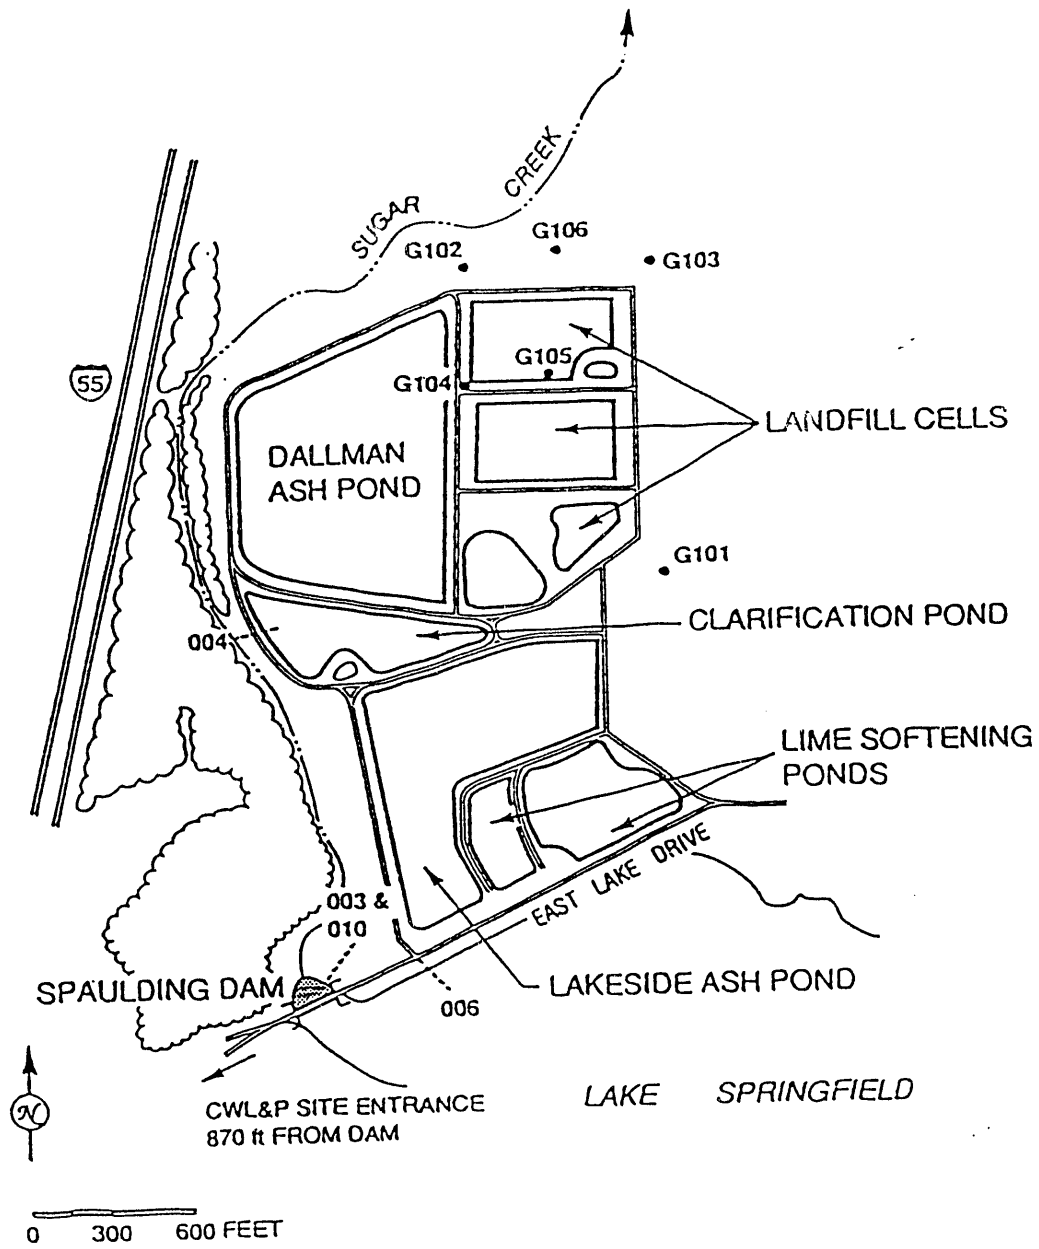 SUGAR CREEK
G106
G102
G103
55
G105
G104
LANDFILL CELLS
DALLMAN
ASH POND
G101
CLARIFICATION POND
004
LIME SOFTENING
PONDS
EAST LAKE DRIVE
003 &
010
SPAULDING DAM
LAKESIDE ASH POND
006
LAKE SPRINGFIELD
N
CWL&P SITE ENTRANCE
870 ft FROM DAM
0 300 600 FEET